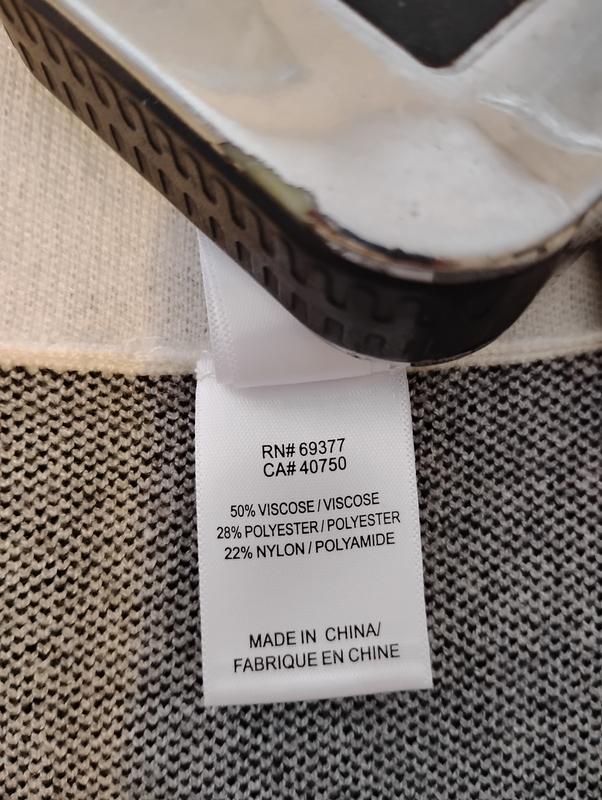 RN# 69377
CA# 40750
50% VISCOSE / VISCOSE
28% POLYESTER / POLYESTER
22% NYLON / POLYAMIDE
MADE IN CHINA/
FABRIQUE EN CHINE